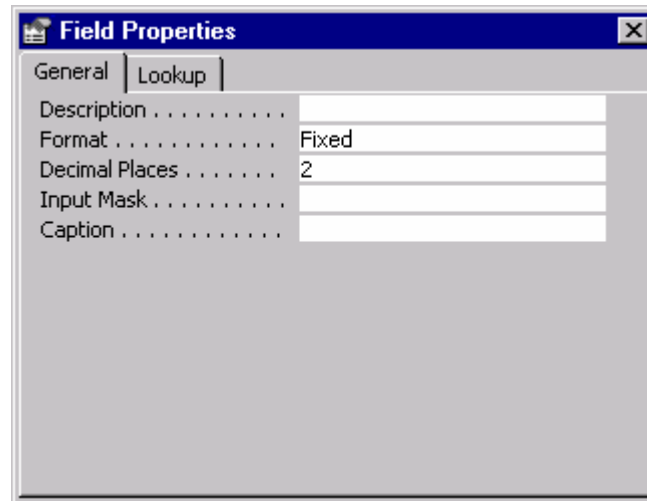 Field Properties
General Lookup
Description . . . . . . . . . .
Format . . . . . . . . . . . . Fixed
Decimal Places . . . . . . . 2
Input Mask . . . . . . . . . .
Caption . . . . . . . . . . . .